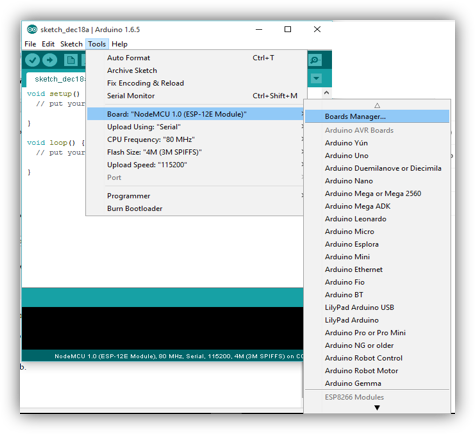 sketch_dec18a | Arduino 1.6.5
File Edit Sketch Tools Help
sketch_dec18a
void setup()
// put your
}
void loop() {
// put your
}
Auto Format Ctrl+T
Archive Sketch
Fix Encoding & Reload
Serial Monitor Ctrl+Shift+M
Board: "NodeMCU 1.0 (ESP-12E Module)"
Upload Using: "Serial"
CPU Frequency: "80 MHz"
Flash Size: "4M (3M SPIFFS)"
Upload Speed: "115200"
Port
Programmer
Burn Bootloader
Boards Manager...
Arduino AVR Boards
Arduino Yún
Arduino Uno
Arduino Duemilanove or Diecimila
Arduino Nano
Arduino Mega or Mega 2560
Arduino Mega ADK
Arduino Leonardo
Arduino Micro
Arduino Esplora
Arduino Mini
Arduino Ethernet
Arduino Fio
Arduino BT
LilyPad Arduino USB
LilyPad Arduino
Arduino Pro or Pro Mini
Arduino NG or older
Arduino Robot Control
Arduino Robot Motor
Arduino Gemma
ESP8266 Modules
NodeMCU 1.0 (ESP-12E Module), 80 MHz, Serial, 115200, 4M (3M SPIFFS) on CO
b.